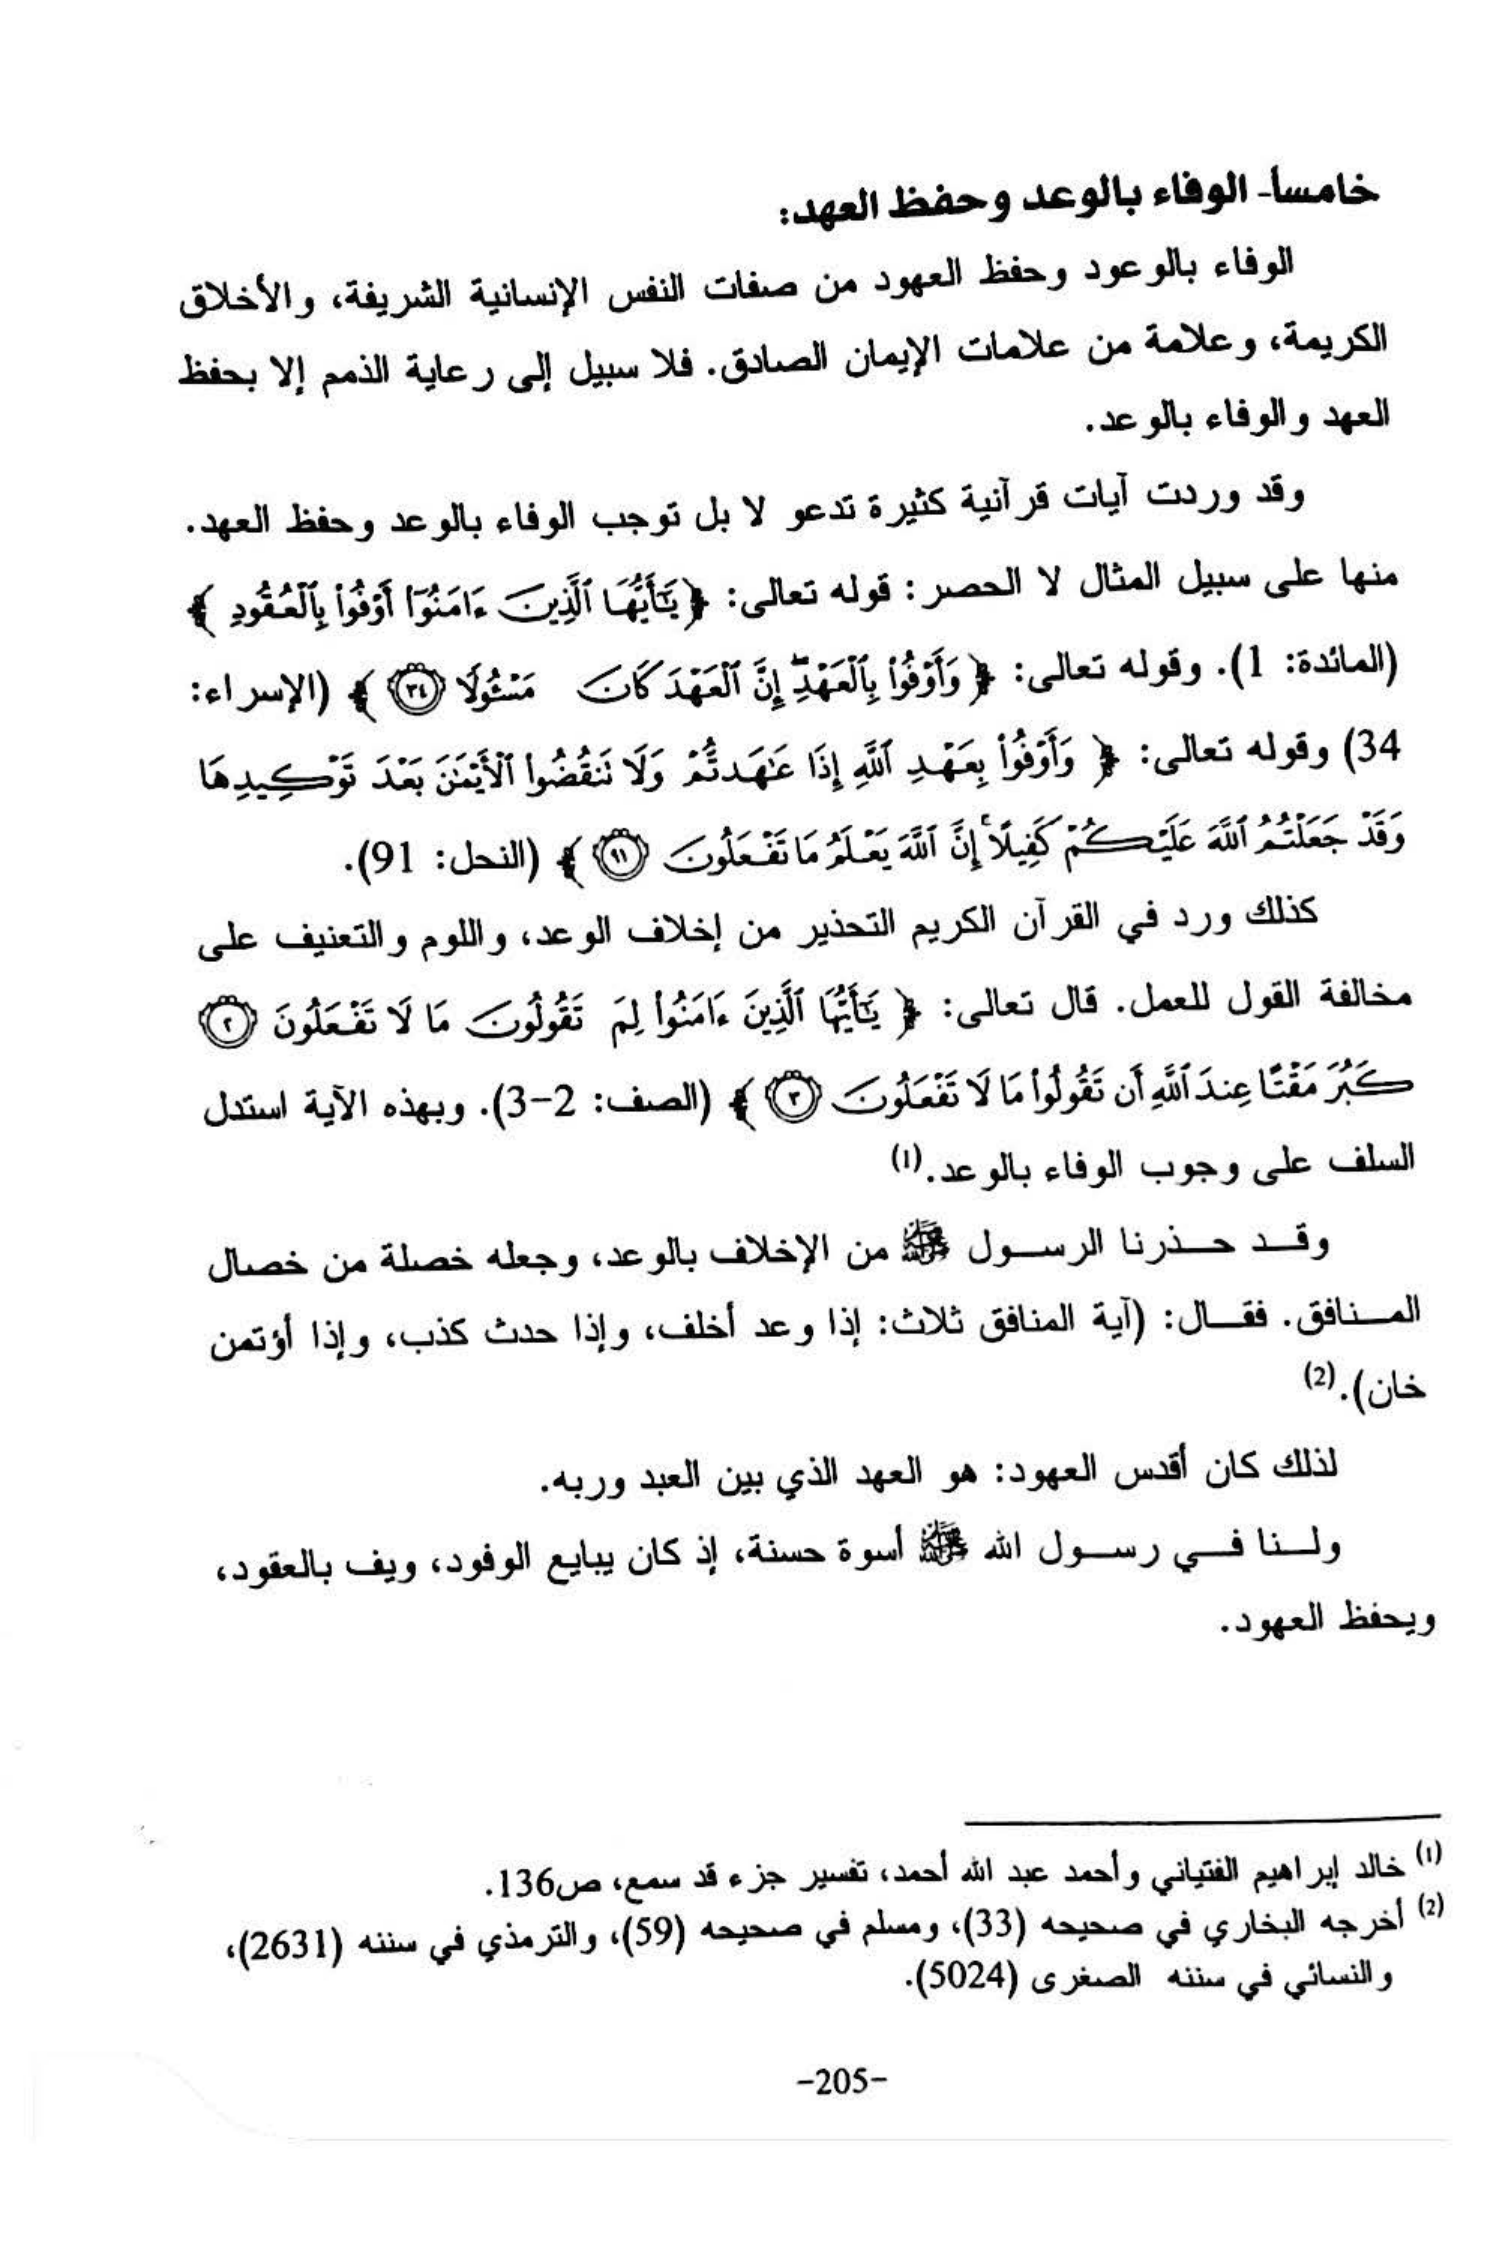 خامساً- الوفاء بالوعد وحفظ العهد:
الوفاء بالوعود وحفظ العهود من صفات النفس الإنسانية الشريفة، والأخلاق
الكريمة، وعلامة من علامات الإيمان الصادق. فلا سبيل إلى رعاية الذمم إلا بحفظ
العهد والوفاء بالوعد.
وقد وردت آيات قرآنية كثيرة تدعو لا بل توجب الوفاء بالوعد وحفظ العهد.
منها على سبيل المثال لا الحصر: قوله تعالى: ﴿يَٰٓأَيُّهَا ٱلَّذِينَ ءَامَنُوٓا۟ أَوْفُوا۟ بِٱلْعُقُودِ ﴾
(المائدة: 1). وقوله تعالى: ﴿ وَأَوْفُوا۟ بِٱلْعَهْدِ ۖ إِنَّ ٱلْعَهْدَ كَانَ مَسْـُٔولًا ٣٤ ﴾ (الإسراء:
34) وقوله تعالى: ﴿ وَأَوْفُوا۟ بِعَهْدِ ٱللَّهِ إِذَا عَٰهَدتُّمْ وَلَا تَنقُضُوا۟ ٱلْأَيْمَٰنَ بَعْدَ تَوْكِيدِهَا
وَقَدْ جَعَلْتُمُ ٱللَّهَ عَلَيْكُمْ كَفِيلًا ۚ إِنَّ ٱللَّهَ يَعْلَمُ مَا تَفْعَلُونَ ٩١ ﴾ (النحل: 91).
كذلك ورد في القرآن الكريم التحذير من إخلاف الوعد، واللوم والتعنيف على
مخالفة القول للعمل. قال تعالى: ﴿ يَٰٓأَيُّهَا ٱلَّذِينَ ءَامَنُوا۟ لِمَ تَقُولُونَ مَا لَا تَفْعَلُونَ ٢
كَبُرَ مَقْتًا عِندَ ٱللَّهِ أَن تَقُولُوا۟ مَا لَا تَفْعَلُونَ ٣ ﴾ (الصف: 2-3). وبهذه الآية استدل
السلف على وجوب الوفاء بالوعد.(1)
وقـد حـذرنا الرسـول ﷺ من الإخلاف بالوعد، وجعله خصلة من خصال
المـنافق. فقـال: (آية المنافق ثلاث: إذا وعد أخلف، وإذا حدث كذب، وإذا أؤتمن
خان).(2)
لذلك كان أقدس العهود: هو العهد الذي بين العبد وربه.
ولـنا فـي رسـول الله ﷺ أسوة حسنة، إذ كان يبايع الوفود، ويف بالعقود،
ويحفظ العهود.
(1) خالد إبراهيم الفتياني وأحمد عبد الله أحمد، تفسير جزء قد سمع، ص136.
(2) أخرجه البخاري في صحيحه (33)، ومسلم في صحيحه (59)، والترمذي في سننه (2631)،
والنسائي في سننه الصغرى (5024).
-205-